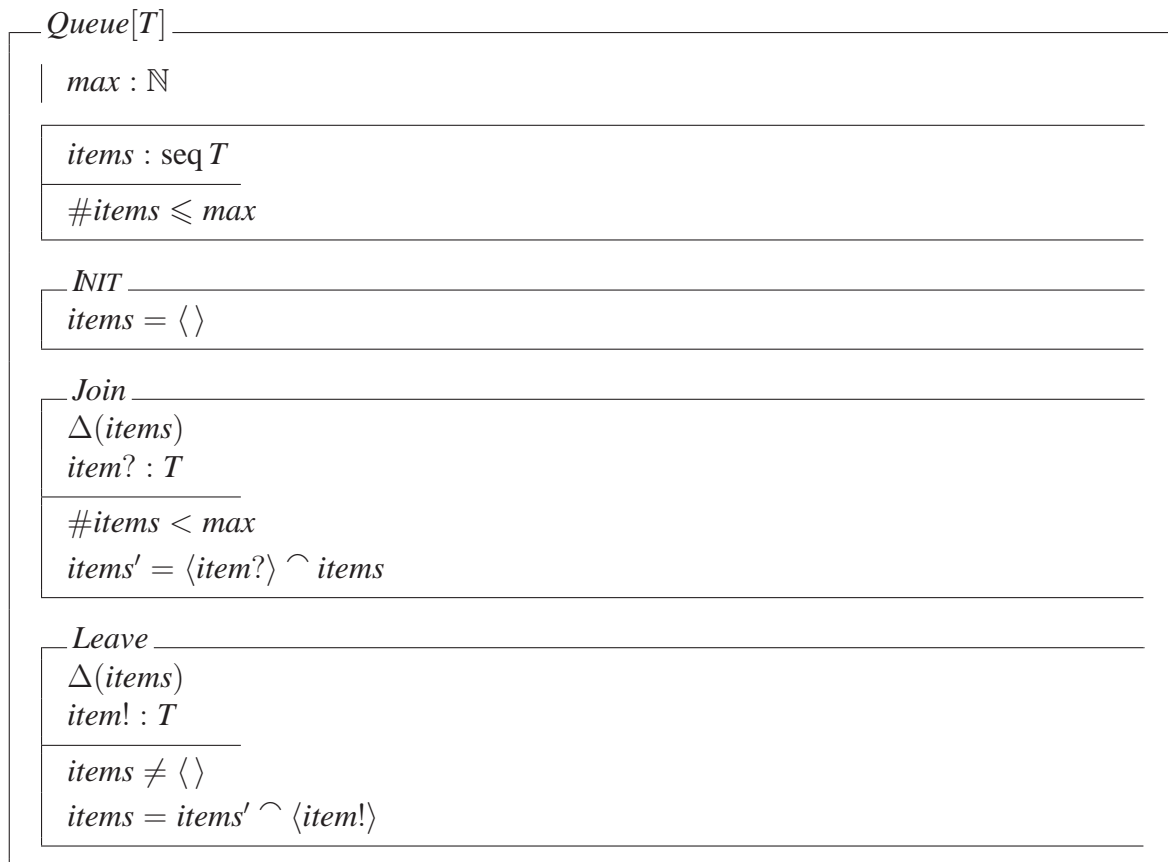 Queue[T]
max : ℕ
items : seq T
#items ⩽ max
INIT
items = ⟨ ⟩
Join
Δ(items)
item? : T
#items < max
items′ = ⟨item?⟩ ⌢ items
Leave
Δ(items)
item! : T
items ≠ ⟨ ⟩
items = items′ ⌢ ⟨item!⟩